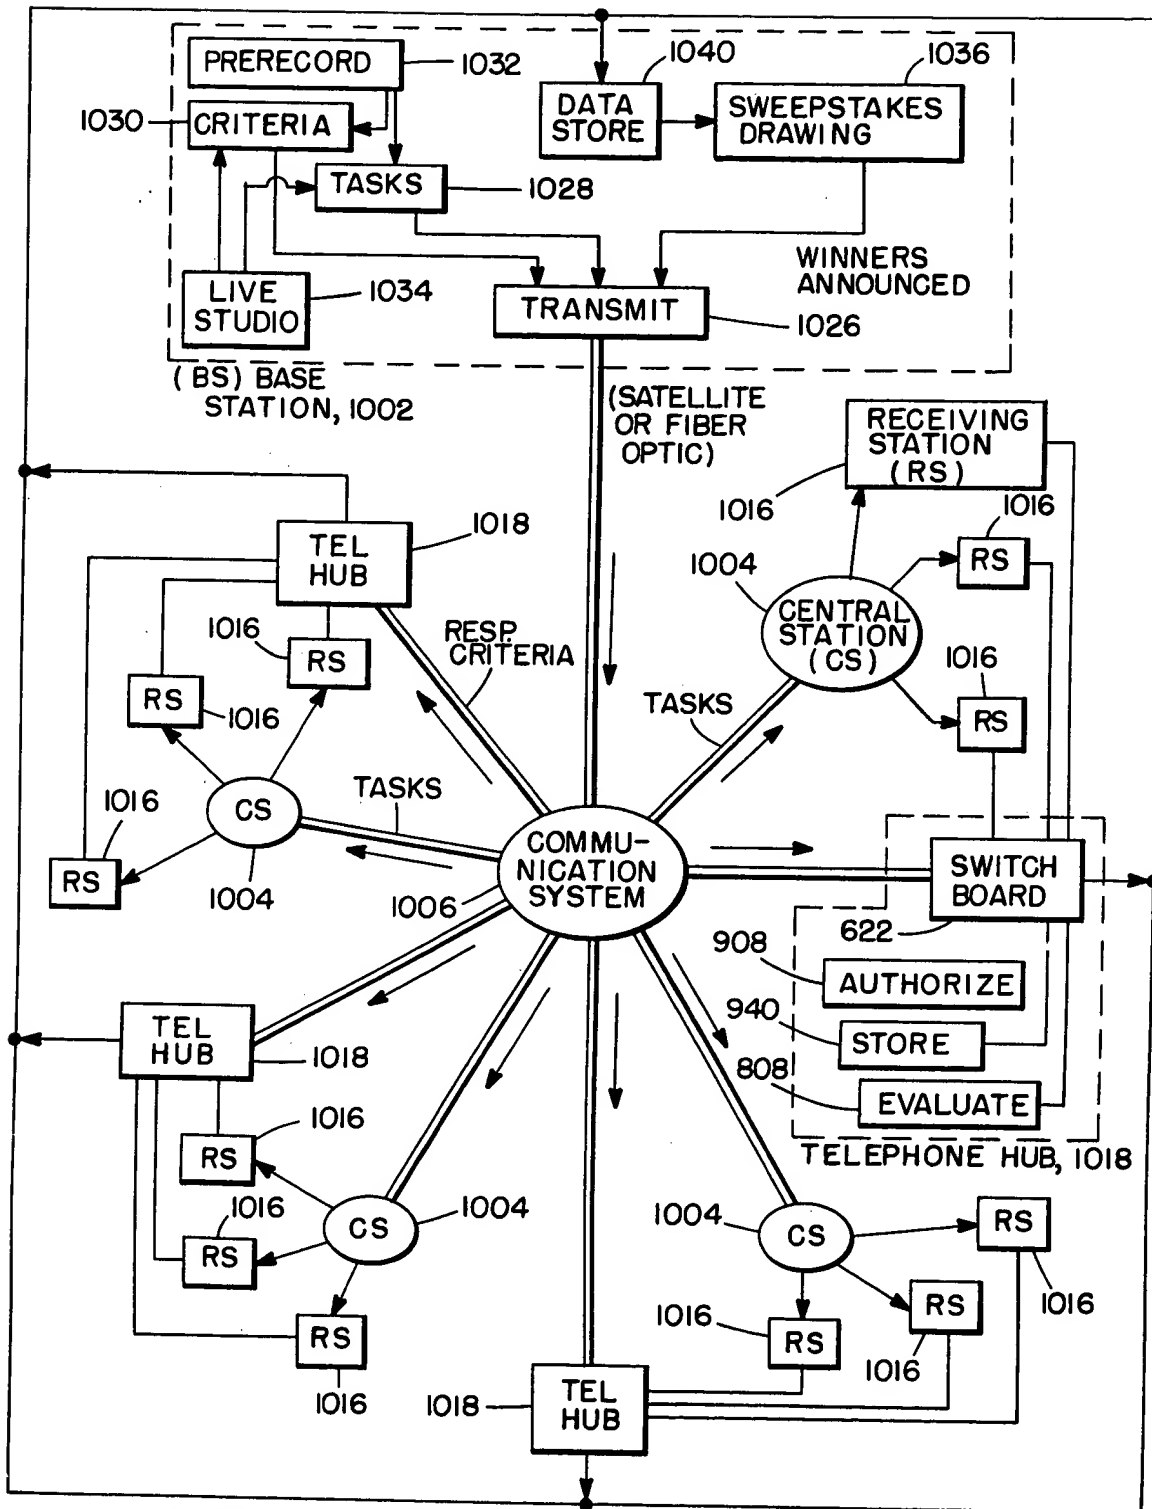 PRERECORD
1032
1040
1036
1030
CRITERIA
DATA
STORE
SWEEPSTAKES
DRAWING
TASKS
1028
LIVE
STUDIO
1034
WINNERS
ANNOUNCED
TRANSMIT
1026
(BS) BASE
STATION, 1002
(SATELLITE
OR FIBER
OPTIC)
RECEIVING
STATION
(RS)
1016
1016
RS
1018
TEL
HUB
1004
CENTRAL
STATION
(CS)
1016
RS
RESP.
CRITERIA
1016
RS
RS
1016
TASKS
TASKS
CS
1016
RS
1004
COMMU-
NICATION
SYSTEM
1006
SWITCH
BOARD
622
908
AUTHORIZE
940
STORE
808
EVALUATE
TELEPHONE HUB, 1018
TEL
HUB
1018
1016
RS
1016
RS
CS
1004
RS
1016
1004
CS
RS
1016
RS
1016
1016
RS
1018
TEL
HUB